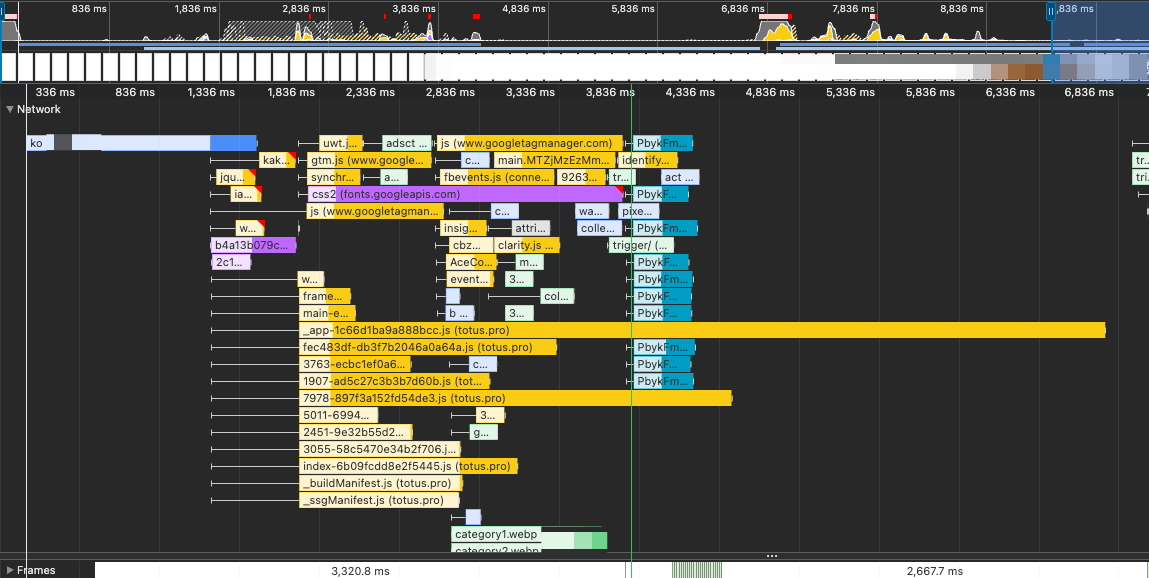 836 ms 1,836 ms 2,836 ms 3,836 ms 4,836 ms 5,836 ms 6,836 ms 7,836 ms 8,836 ms ,836 ms
336 ms 836 ms 1,336 ms 1,836 ms 2,336 ms 2,836 ms 3,336 ms 3,836 ms 4,336 ms 4,836 ms 5,336 ms 5,836 ms 6,336 ms 6,836 ms
Network
ko uwt.j... adsct ... js (www.googletagmanager.com) PbykFm...
kak... gtm.js (www.google... c... main.MTZjMzEzMm... identify... tr...
jqu... synchr... a... fbevents.js (conne... 9263... tr... act ... tri...
ia... css2 (fonts.googleapis.com) PbykF...
js (www.googletagman... c... wa... pixe...
w... insig... attri... colle... PbykFm...
b4a13b079c... cbz... clarity.js ... trigger/ (...
2c1... AceCo... m... PbykF...
w... event... 3... PbykFm...
frame... col... PbykF...
main-e... b ... 3... PbykF...
_app-1c66d1ba9a888bcc.js (totus.pro)
fec483df-db3f7b2046a0a64a.js (totus.pro) PbykFm...
3763-ecbc1ef0a6... c... PbykF...
1907-ad5c27c3b3b7d60b.js (tot... PbykFm...
7978-897f3a152fd54de3.js (totus.pro)
5011-6994... 3...
2451-9e32b55d2... g...
3055-58c5470e34b2f706.j...
index-6b09fcdd8e2f5445.js (totus.pro)
_buildManifest.js (totus.pro)
_ssgManifest.js (totus.pro)
category1.webp
category2.webp
...
Frames 3,320.8 ms 2,667.7 ms